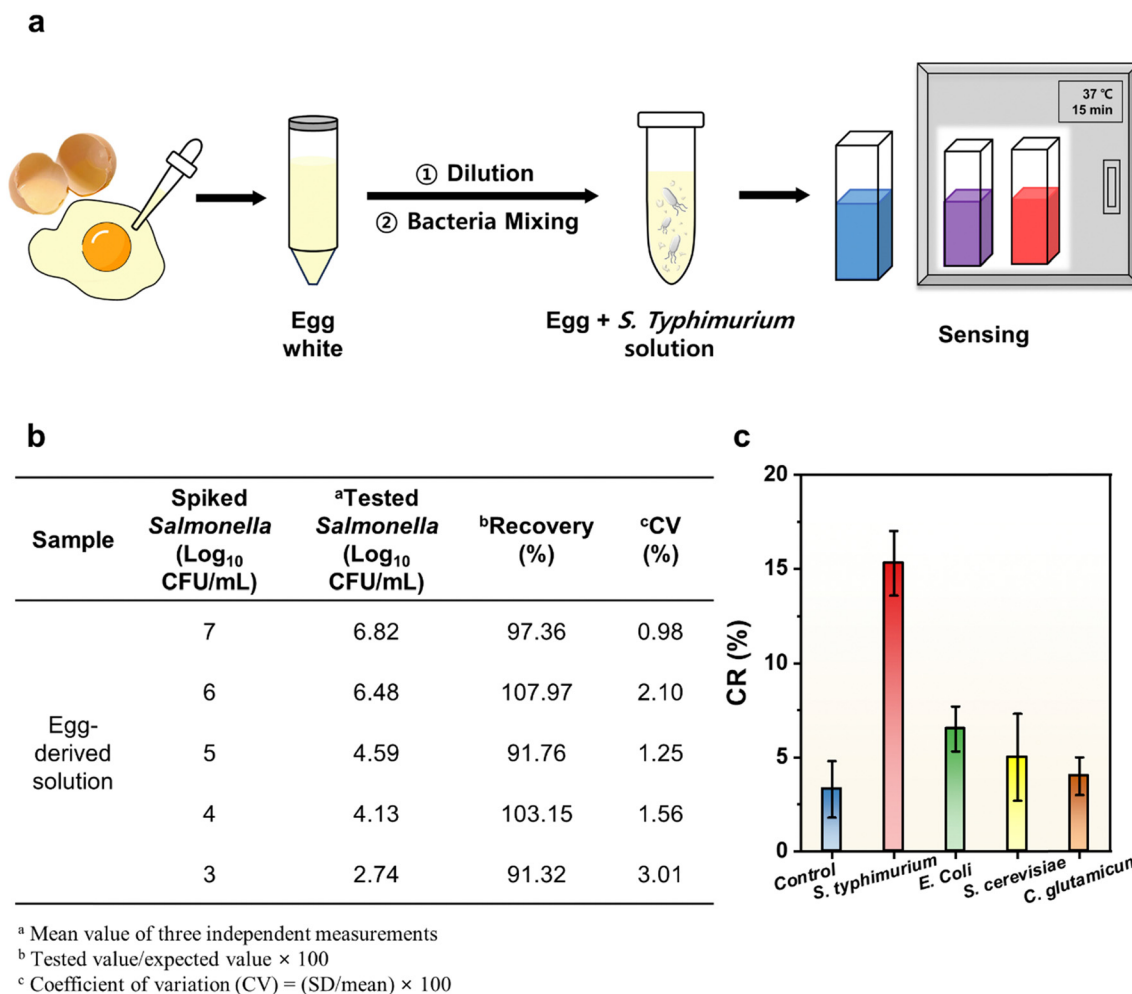 a
37 ℃
15 min
① Dilution
② Bacteria Mixing
Egg
white
Egg + S. Typhimurium
solution
Sensing
b
Sample
Spiked
Salmonella
(Log10
CFU/mL)
aTested
Salmonella
(Log10
CFU/mL)
bRecovery
(%)
cCV
(%)
Egg-
derived
solution
7 6.82 97.36 0.98
6 6.48 107.97 2.10
5 4.59 91.76 1.25
4 4.13 103.15 1.56
3 2.74 91.32 3.01
a Mean value of three independent measurements
b Tested value/expected value × 100
c Coefficient of variation (CV) = (SD/mean) × 100
c
CR (%)
20
15
10
5
0
Control
S. typhimurium
E. Coli
S. cerevisiae
C. glutamicum